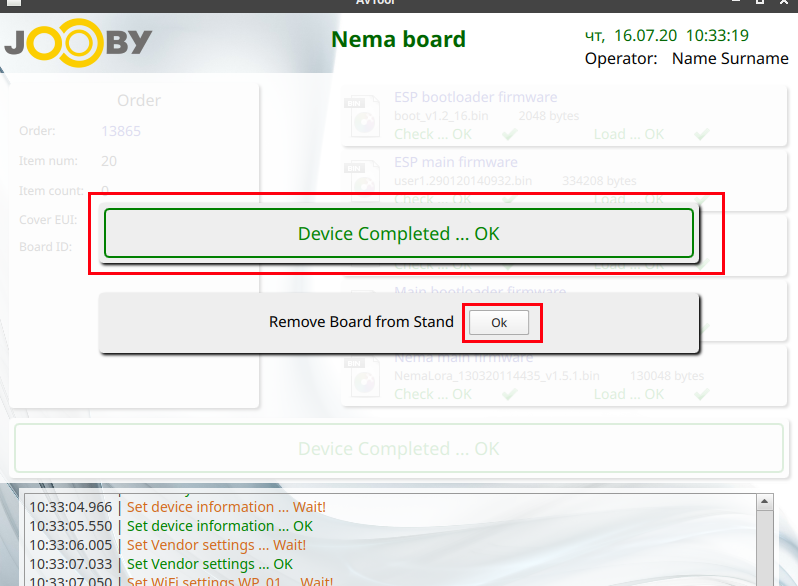 AVTool
JOOBY
Nema board
чт, 16.07.20 10:33:19
Operator: Name Surname
Order
Order: 13865
Item num: 20
Item count: 0
Cover EUI:
Board ID:
ESP bootloader firmware
boot_v1.2_16.bin 2048 bytes
Check ... OK Load ... OK
ESP main firmware
user1.290120140932.bin 334208 bytes
Check ... OK Load ... OK
Device Completed ... OK
Check ... OK Load ... OK
Main bootloader firmware
Remove Board from Stand Ok
Nema main firmware
NemaLora_130320114435_v1.5.1.bin 130048 bytes
Check ... OK Load ... OK
Device Completed ... OK
10:33:04.966 | Set device information ... Wait!
10:33:05.550 | Set device information ... OK
10:33:06.005 | Set Vendor settings ... Wait!
10:33:07.033 | Set Vendor settings ... OK
10:33:07.050 | Set WiFi settings WP_01 ... Wait!